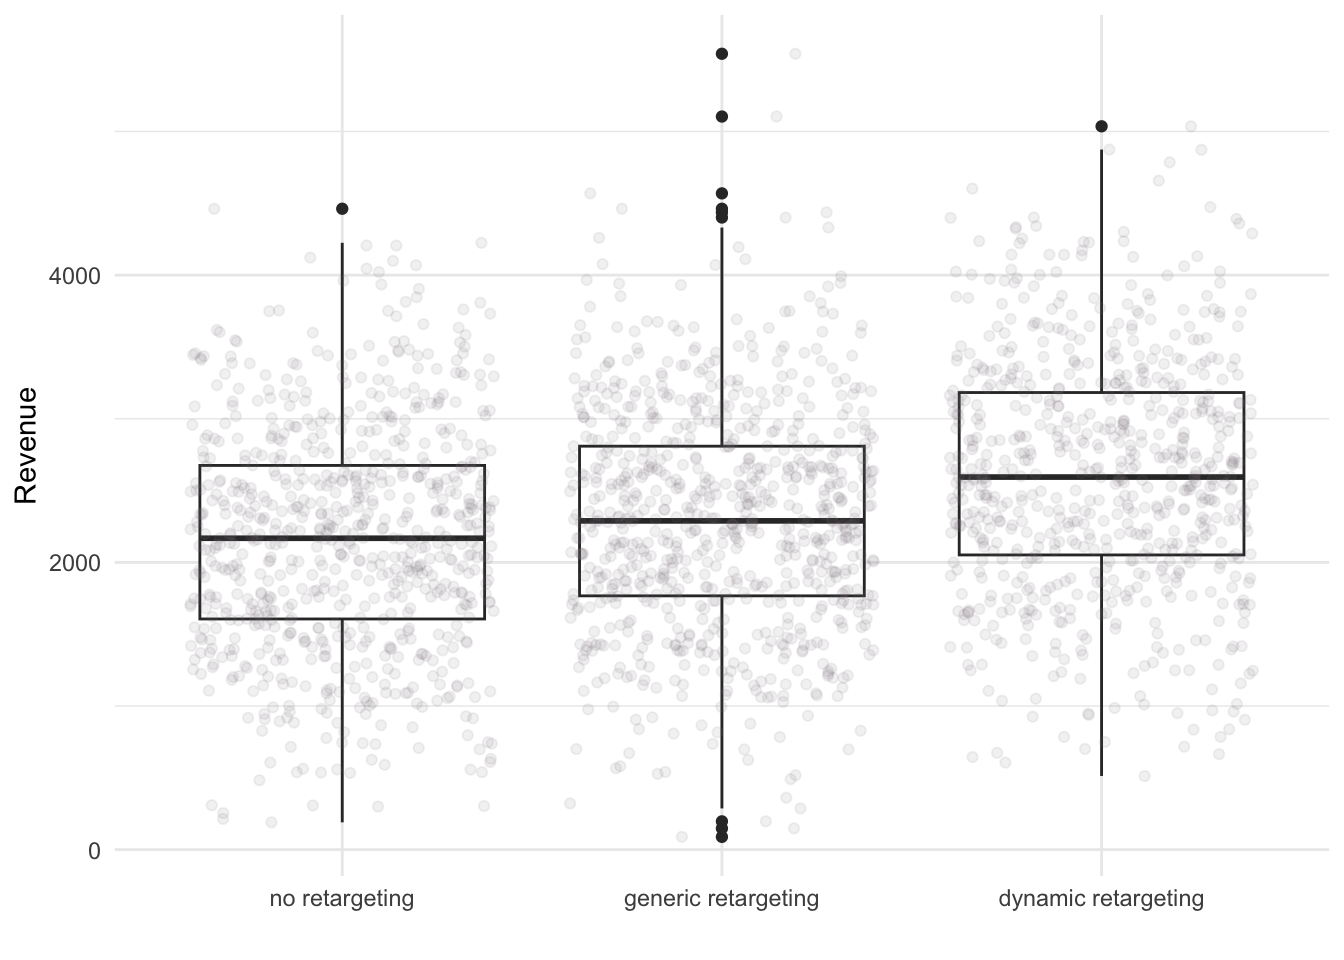 Revenue
4000
2000
0
no retargeting
generic retargeting
dynamic retargeting